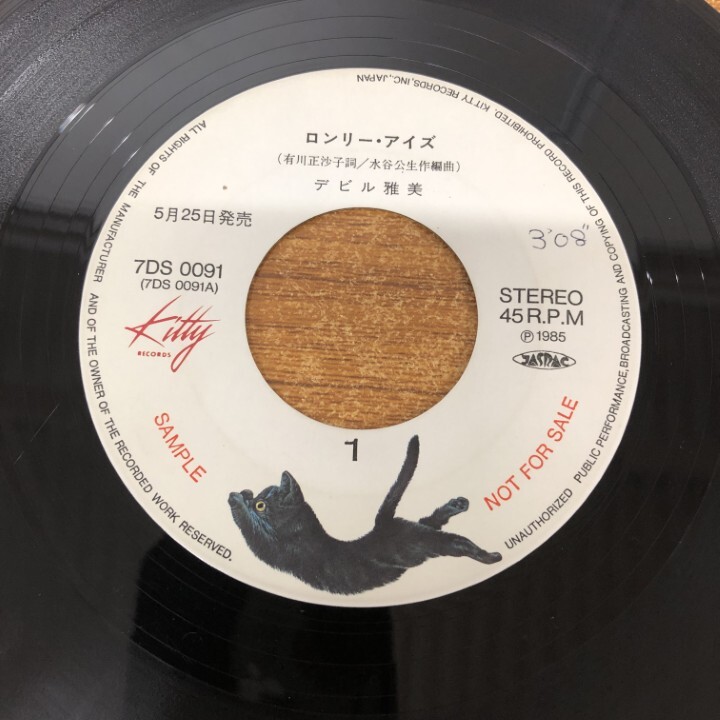 ロンリー・アイズ
(有川正沙子詞／水谷公生作編曲)
デビル雅美
5月25日発売
3'08"
7DS 0091
(7DS 0091A)
Kitty
RECORDS
STEREO
45 R.P.M
Ⓟ1985
JASRAC
SAMPLE
NOT FOR SALE
1
ALL RIGHTS OF THE MANUFACTURER AND OF THE OWNER OF THE RECORDED WORK RESERVED.
UNAUTHORIZED PUBLIC PERFORMANCE,BROADCASTING AND COPYING OF THIS RECORD PROHIBITED. KITTY RECORDS,INC.,JAPAN